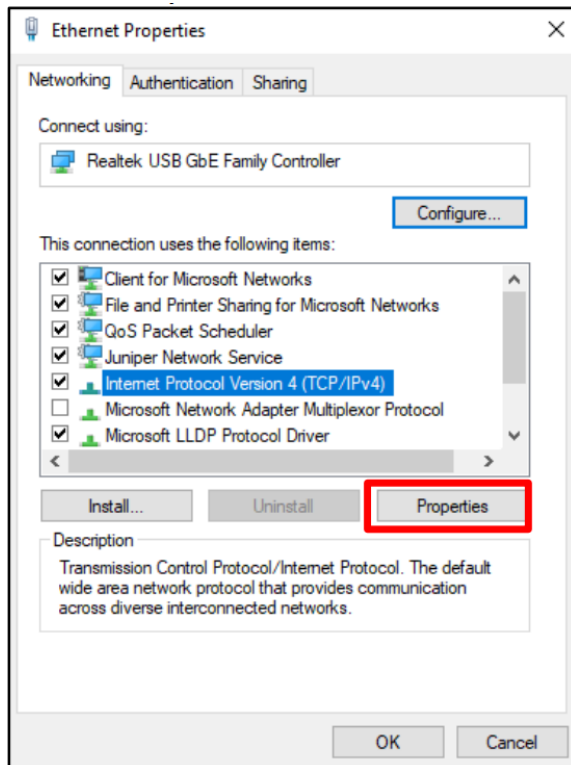 Ethernet Properties
Networking Authentication Sharing
Connect using:
Realtek USB GbE Family Controller
Configure...
This connection uses the following items:
Client for Microsoft Networks
File and Printer Sharing for Microsoft Networks
QoS Packet Scheduler
Juniper Network Service
Internet Protocol Version 4 (TCP/IPv4)
Microsoft Network Adapter Multiplexor Protocol
Microsoft LLDP Protocol Driver
Install... Uninstall Properties
Description
Transmission Control Protocol/Internet Protocol. The default
wide area network protocol that provides communication
across diverse interconnected networks.
OK Cancel